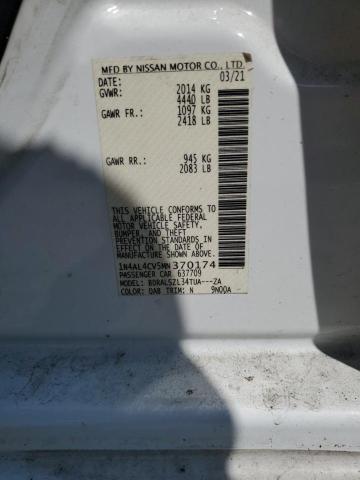 MFD BY NISSAN MOTOR CO., LTD.
DATE: 03/21
GVWR: 2014 KG
4440 LB
GAWR FR.: 1097 KG
2418 LB
GAWR RR.: 945 KG
2083 LB
THIS VEHICLE CONFORMS TO ALL
APPLICABLE FEDERAL MOTOR
VEHICLE SAFETY,
BUMPER, AND THEFT
PREVENTION STANDARDS IN
EFFECT ON THE DATE OF
MANUFACTURE SHOWN ABOVE.
1N4AL4CV5MN370174
PASSENGER CAR 637709
MODEL: BDRALSZL34TUA---ZA
COLOR: QAB TRIM: N 9N00A